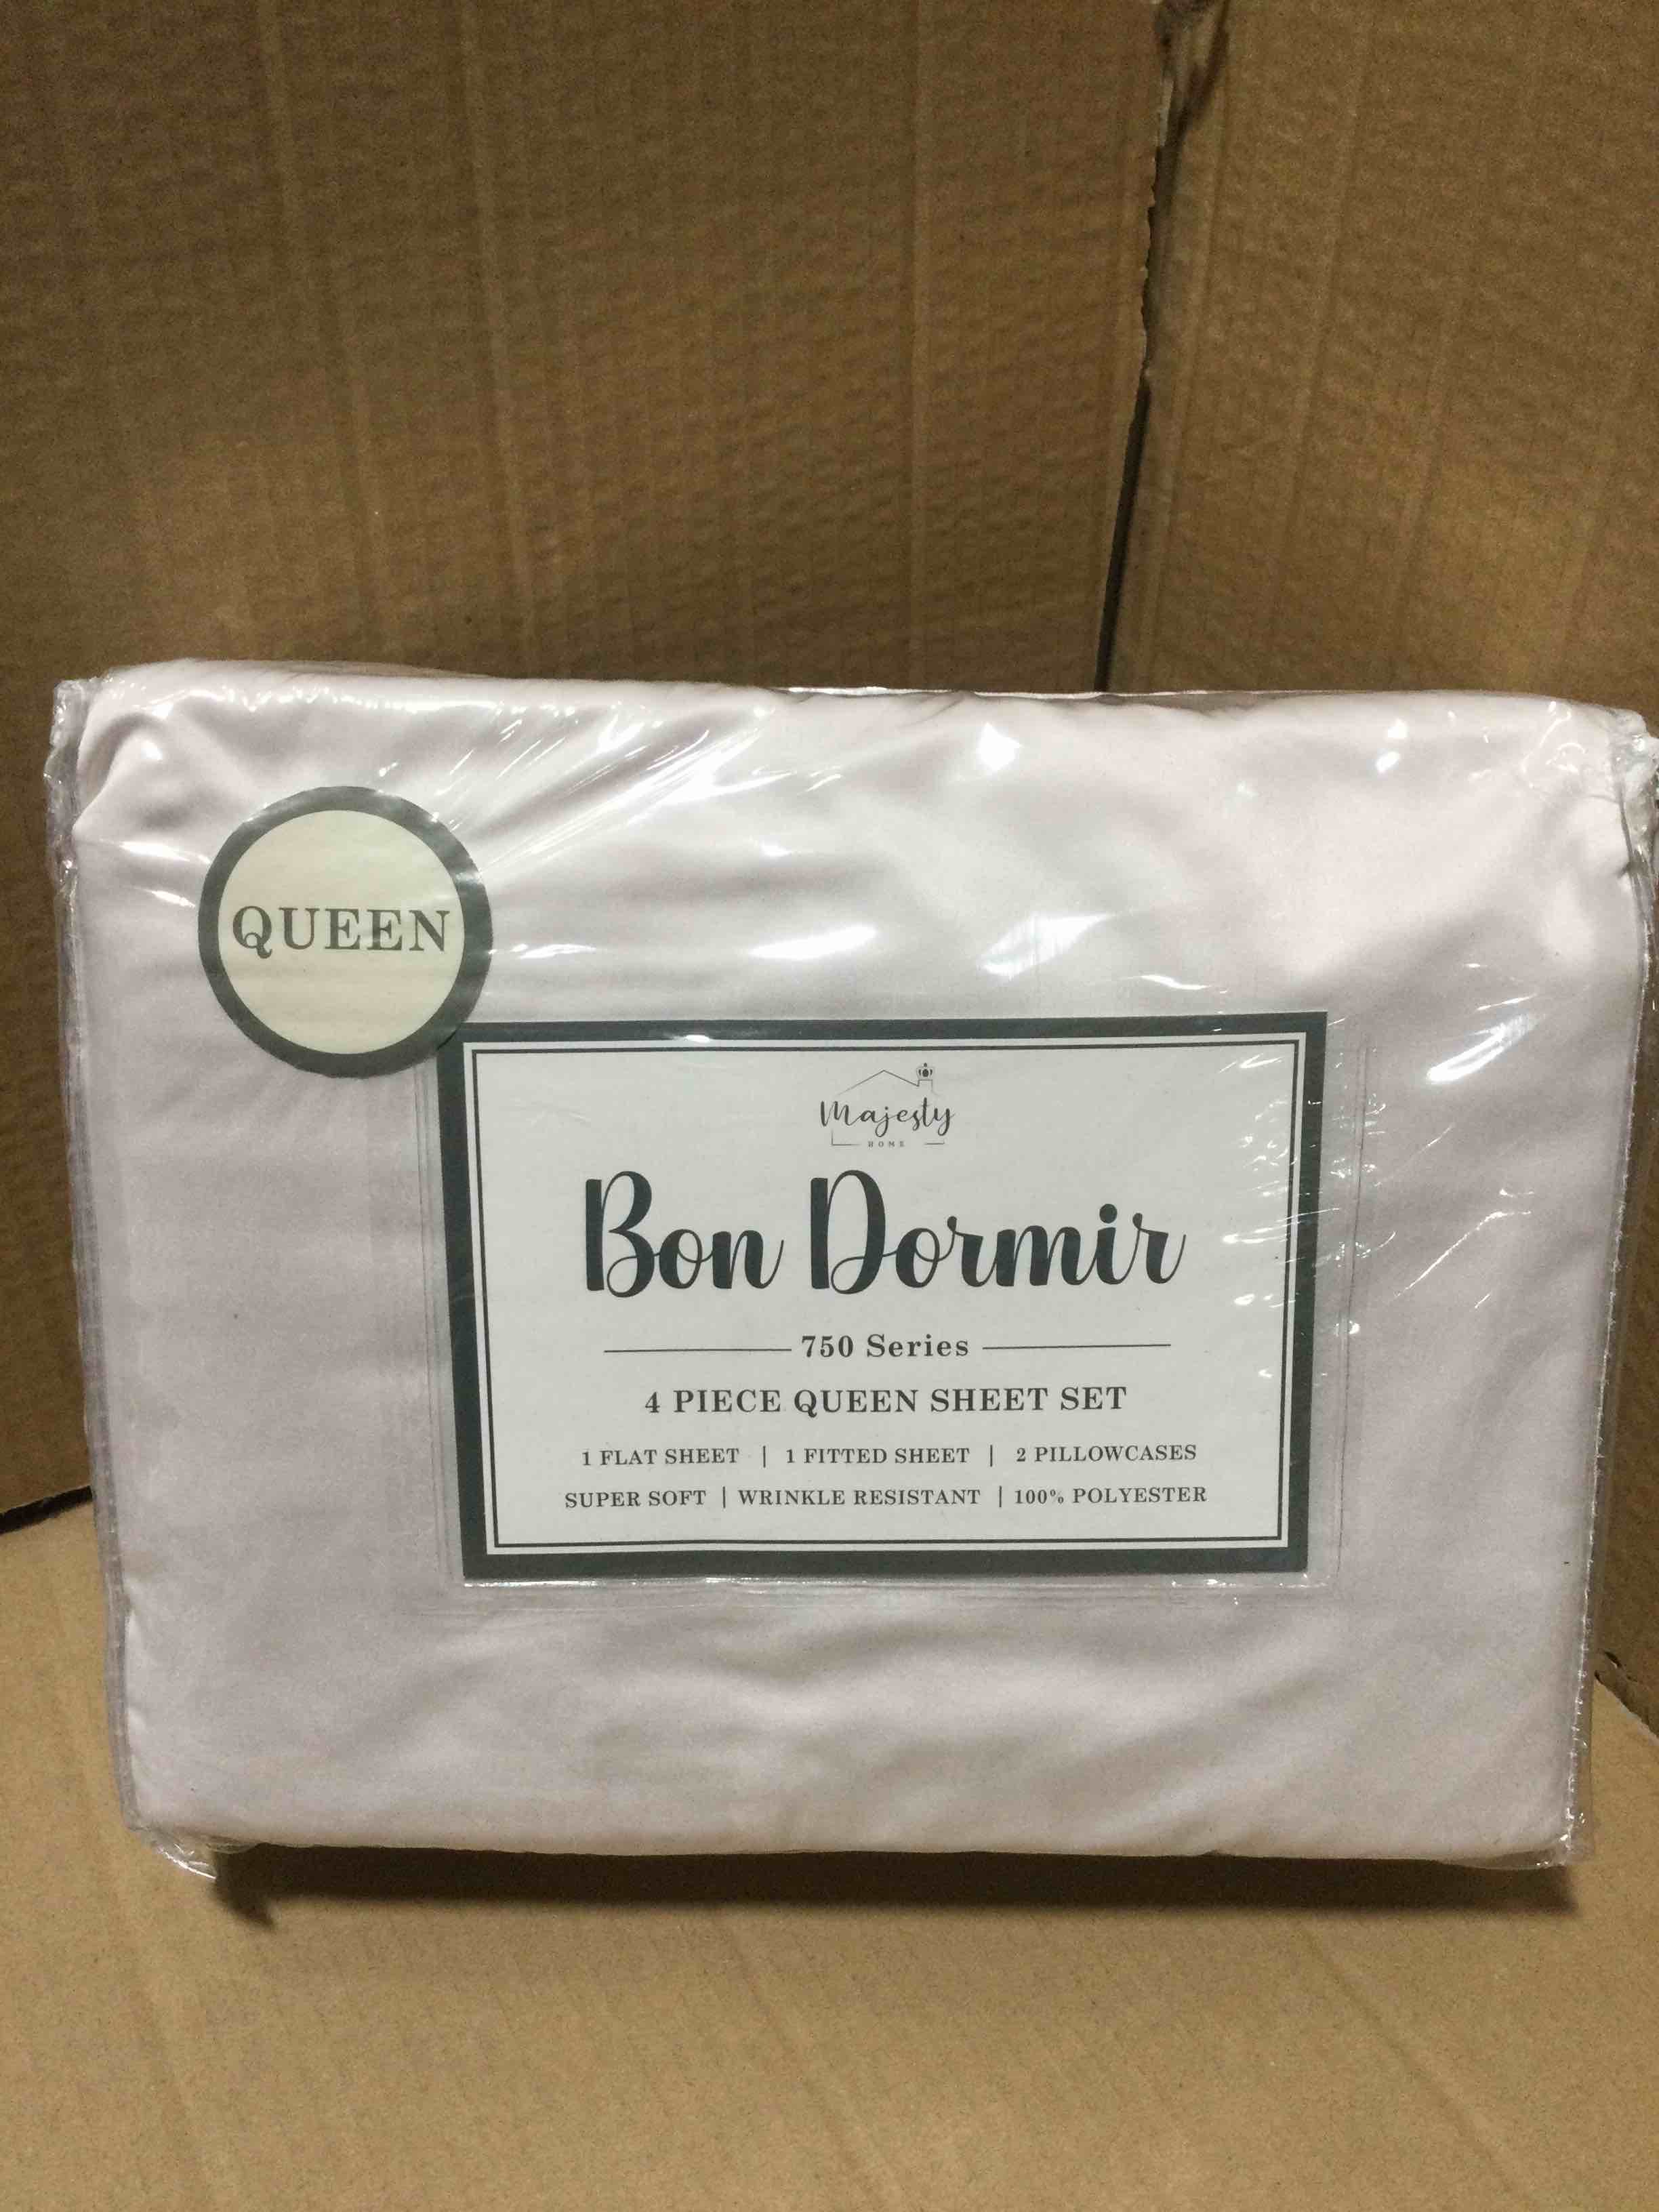 QUEEN
Majesty
HOME
Bon Dormir
750 Series
4 PIECE QUEEN SHEET SET
1 FLAT SHEET | 1 FITTED SHEET | 2 PILLOWCASES
SUPER SOFT | WRINKLE RESISTANT | 100% POLYESTER